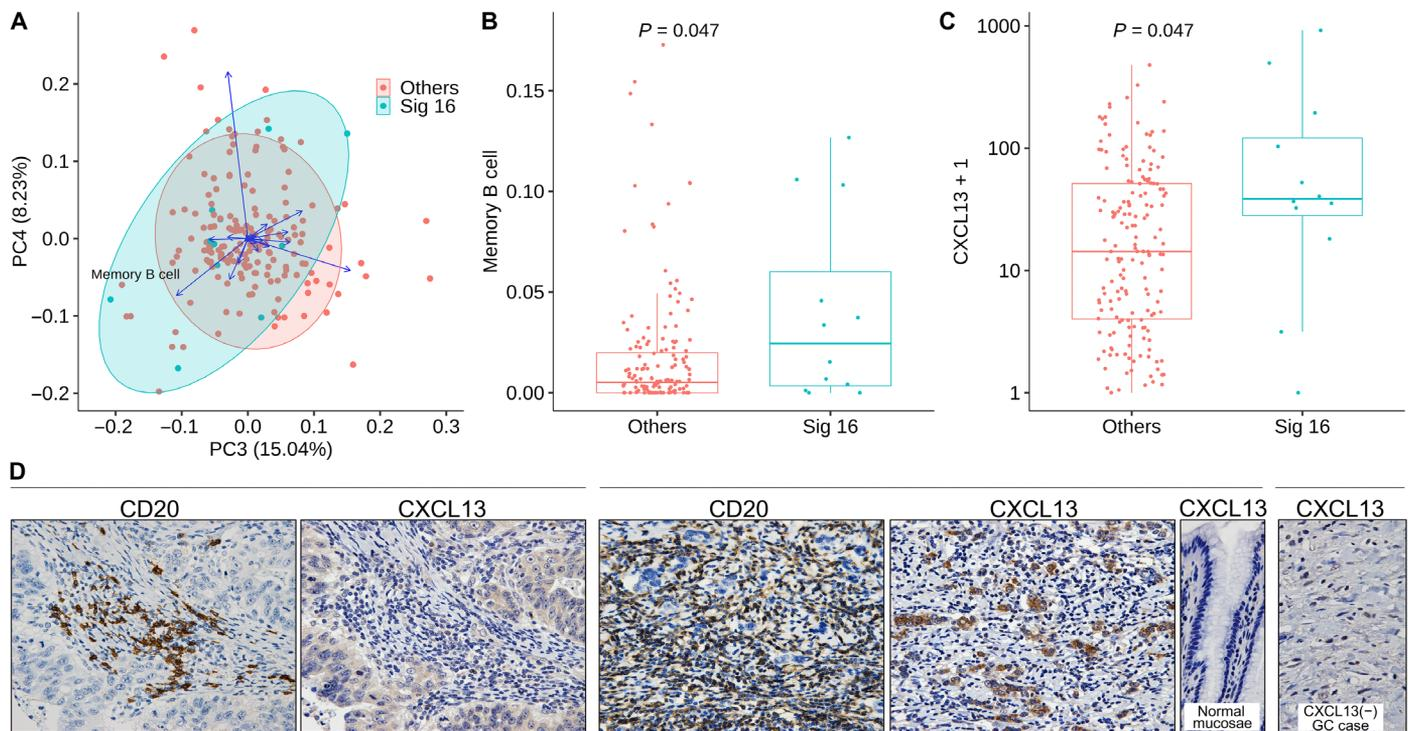 A
PC4 (8.23%)
0.2
0.1
0.0
−0.1
−0.2
Others
Sig 16
Memory B cell
−0.2 −0.1 0.0 0.1 0.2 0.3
PC3 (15.04%)
B
P = 0.047
Memory B cell
0.15
0.10
0.05
0.00
Others Sig 16
C
P = 0.047
CXCL13 + 1
1000
100
10
1
Others Sig 16
D
CD20 CXCL13 CD20 CXCL13 CXCL13 CXCL13
Normal
mucosae
CXCL13(−)
GC case